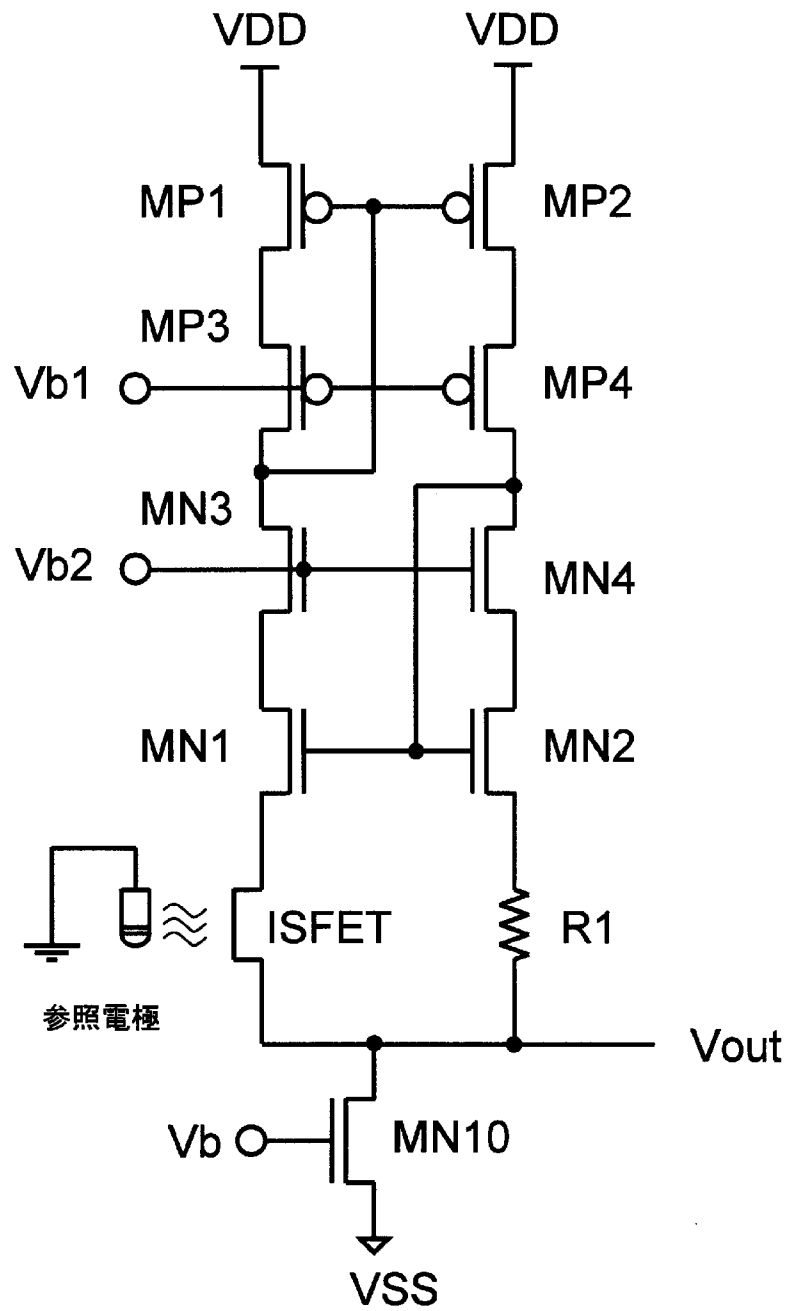 VDD VDD
MP1 MP2
MP3
Vb1 MP4
MN3
Vb2 MN4
MN1 MN2
ISFET R1
参照電極
Vout
Vb MN10
VSS